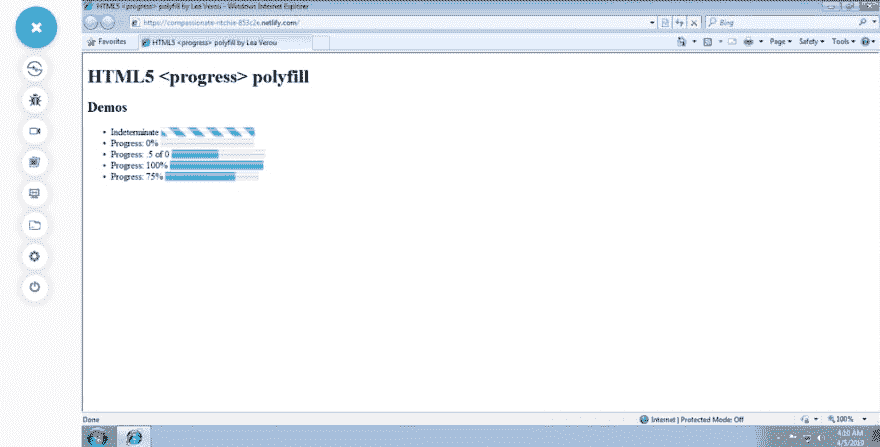 HTML5 <progress> polyfill by Lea Verou - Windows Internet Explorer
https://compassionate-ritchie-853c2e.netlify.com/
Bing
Favorites
HTML5 <progress> polyfill by Lea Verou
Page
Safety
Tools
HTML5 <progress> polyfill
Demos
Indeterminate
Progress: 0%
Progress: .5 of 0
Progress: 100%
Progress: 75%
Done
Internet | Protected Mode: Off
100%
4:10 AM
4/5/2019